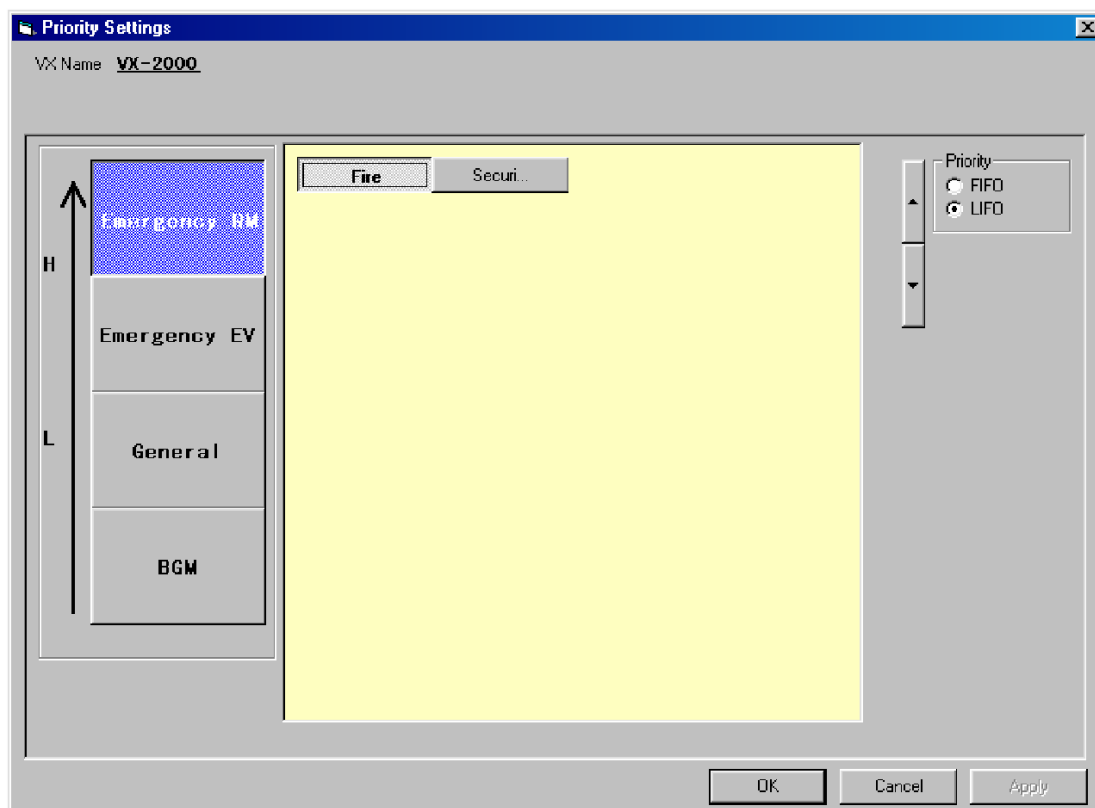 Priority Settings
VX Name VX-2000
H
L
Emergency RM
Emergency EV
General
BGM
Fire
Securi...
Priority
FIFO
LIFO
OK
Cancel
Apply